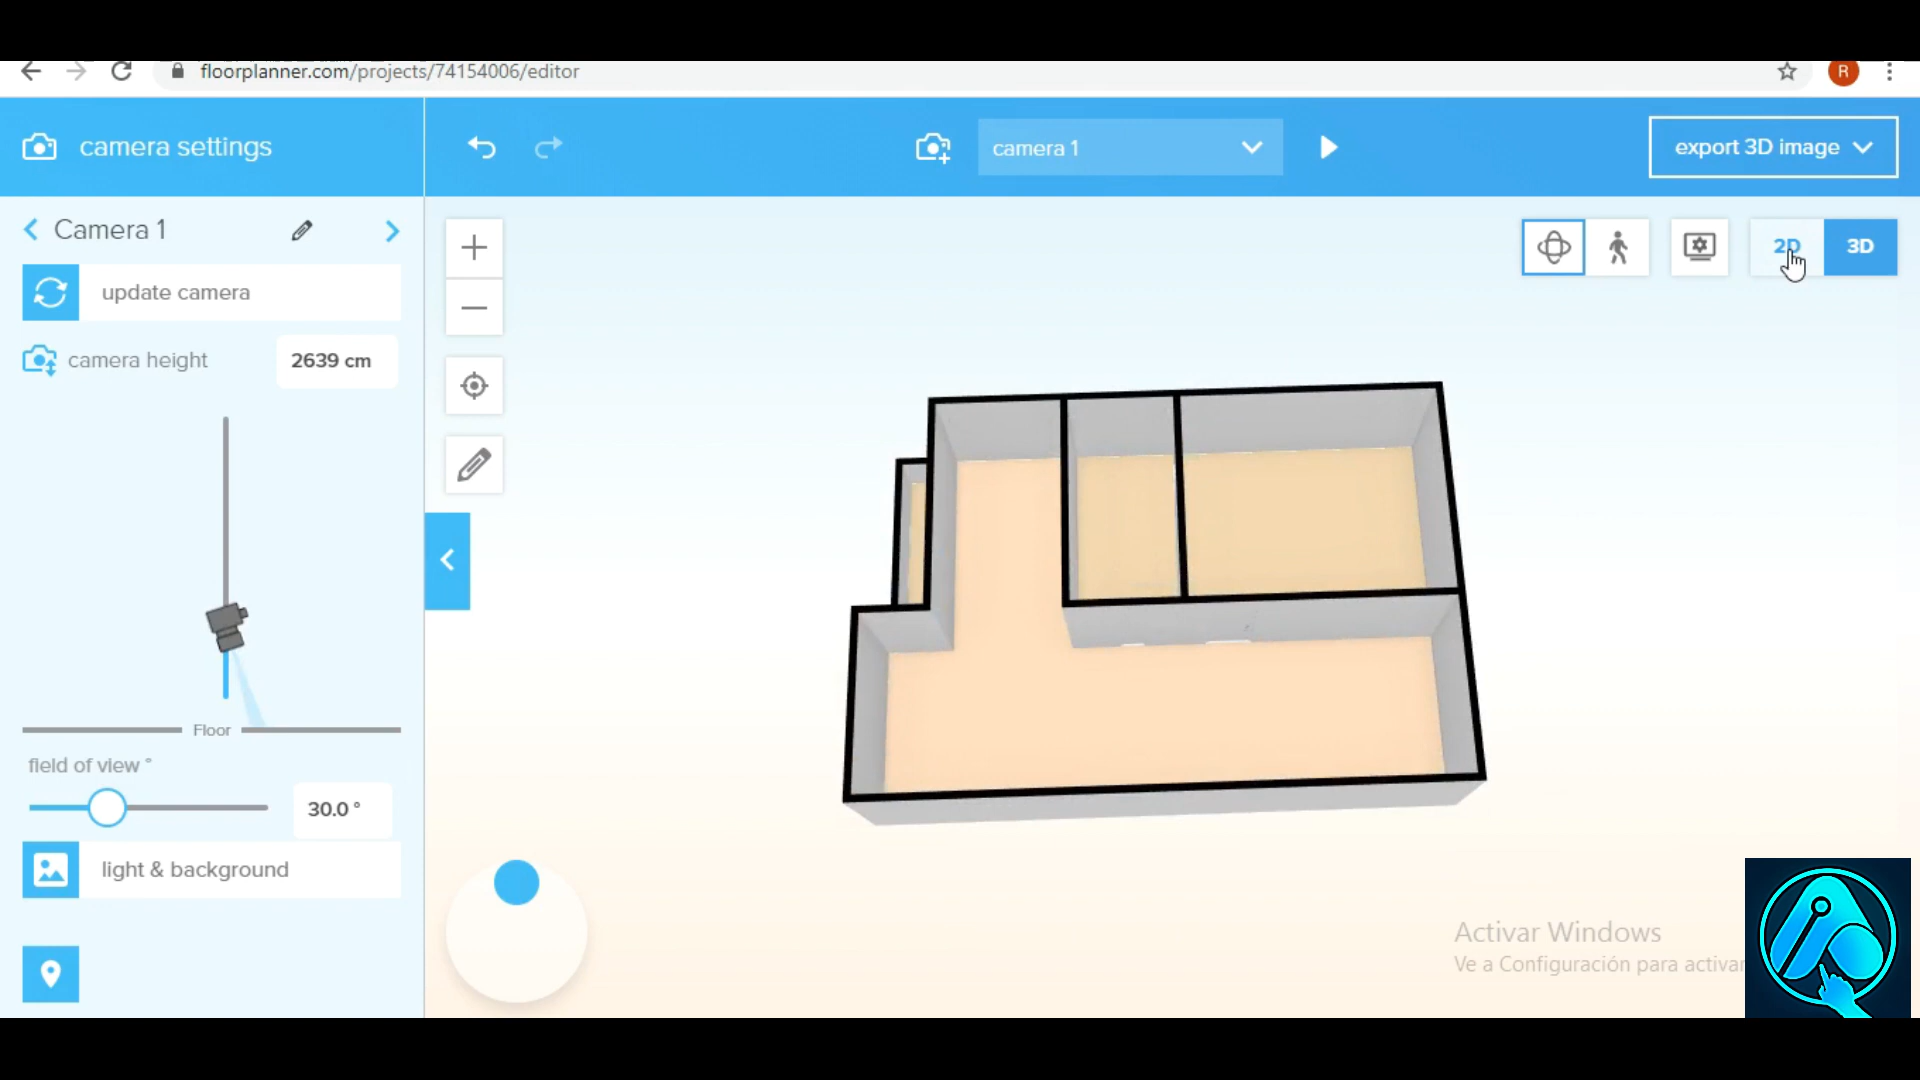 floorplanner.com/projects/74154006/editor
R
camera settings
camera 1
export 3D image
Camera 1
2D
3D
update camera
camera height
2639 cm
Floor
field of view °
30.0 °
light & background
Activar Windows
Ve a Configuración para activar